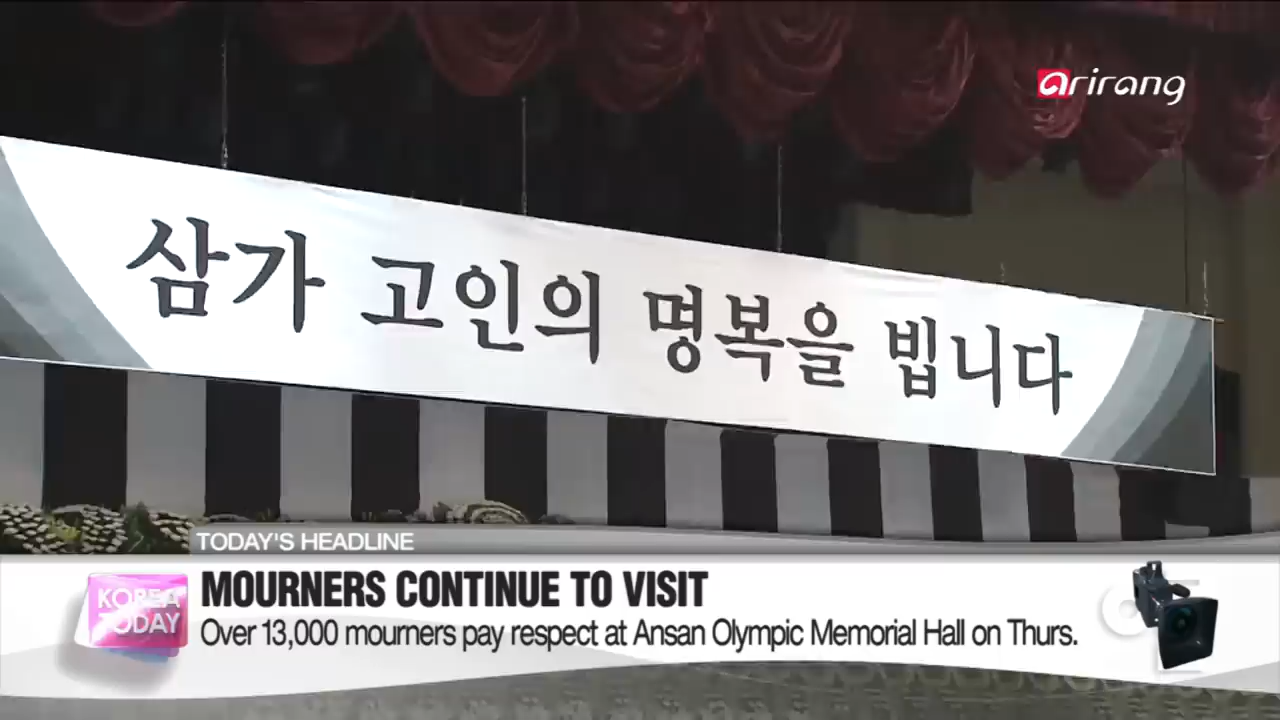 arirang
삼가 고인의 명복을 빕니다
TODAY'S HEADLINE
KOREA
TODAY
MOURNERS CONTINUE TO VISIT
Over 13,000 mourners pay respect at Ansan Olympic Memorial Hall on Thurs.